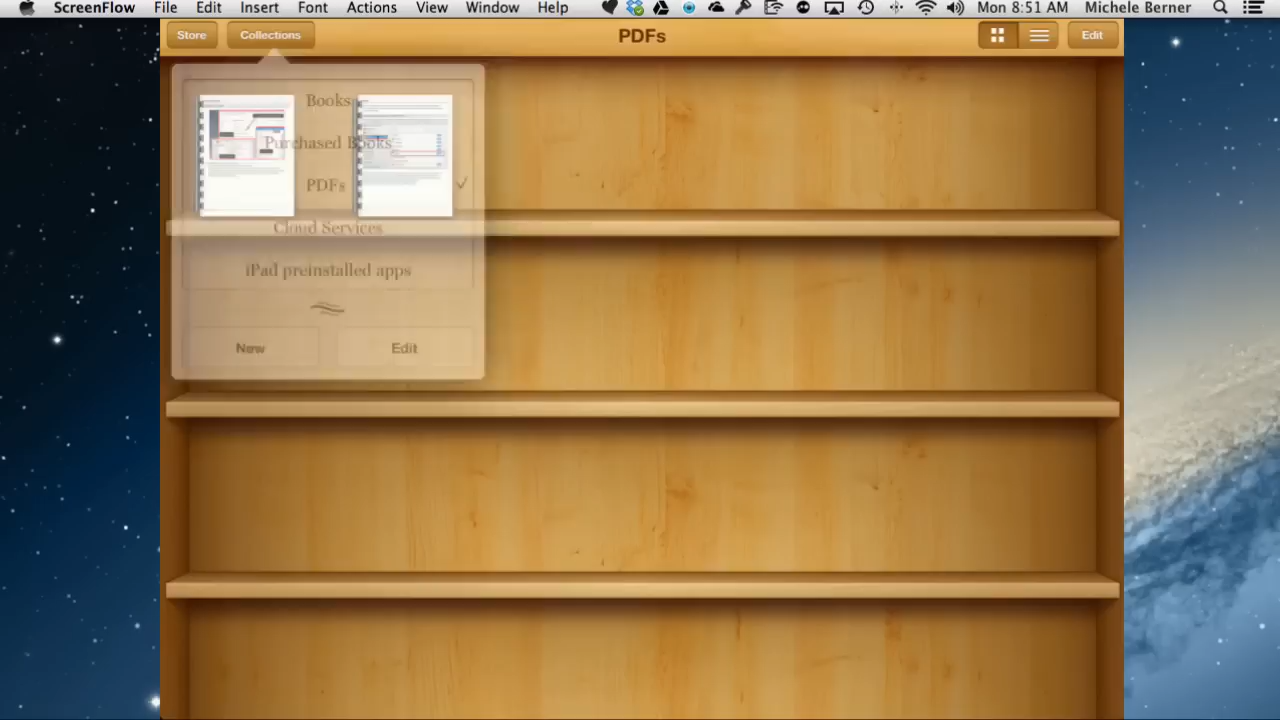 ScreenFlow File Edit Insert Font Actions View Window Help Mon 8:51 AM Michele Berner
Store Collections PDFs Edit
Books
Purchased Books
PDFs
Cloud Services
iPad preinstalled apps
New Edit